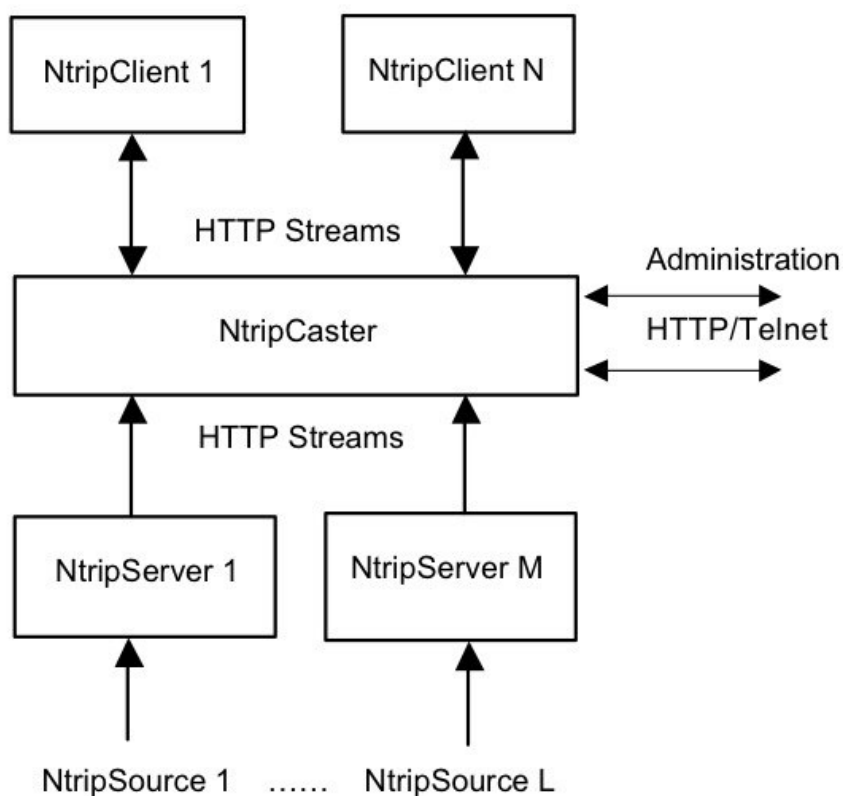 NtripClient 1
NtripClient N
HTTP Streams
Administration
NtripCaster
HTTP/Telnet
HTTP Streams
NtripServer 1
NtripServer M
NtripSource 1 ...... NtripSource L